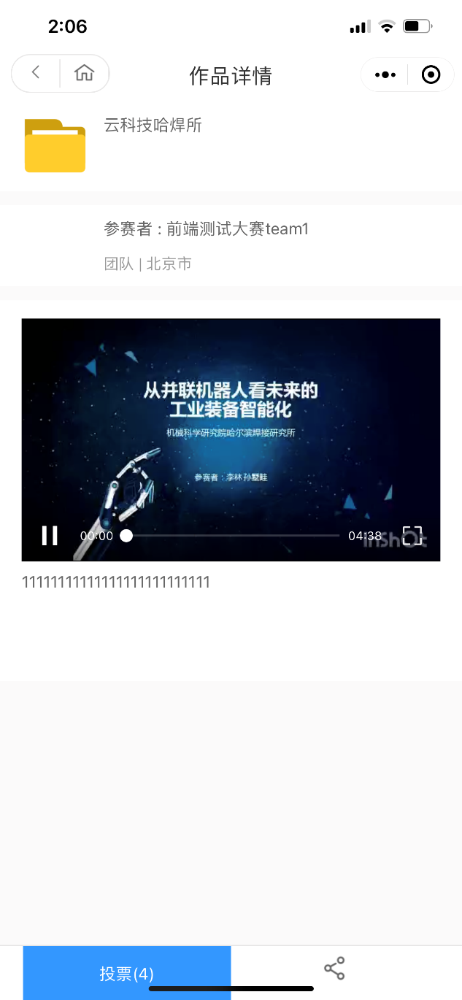 2:06
作品详情
云科技哈焊所
参赛者：前端测试大赛team1
团队 | 北京市
从并联机器人看未来的
工业装备智能化
机械科学研究院哈尔滨焊接研究所
参赛者：李林 孙墅畦
00:00
04:38
InShOt
11111111111111111111111111
投票(4)